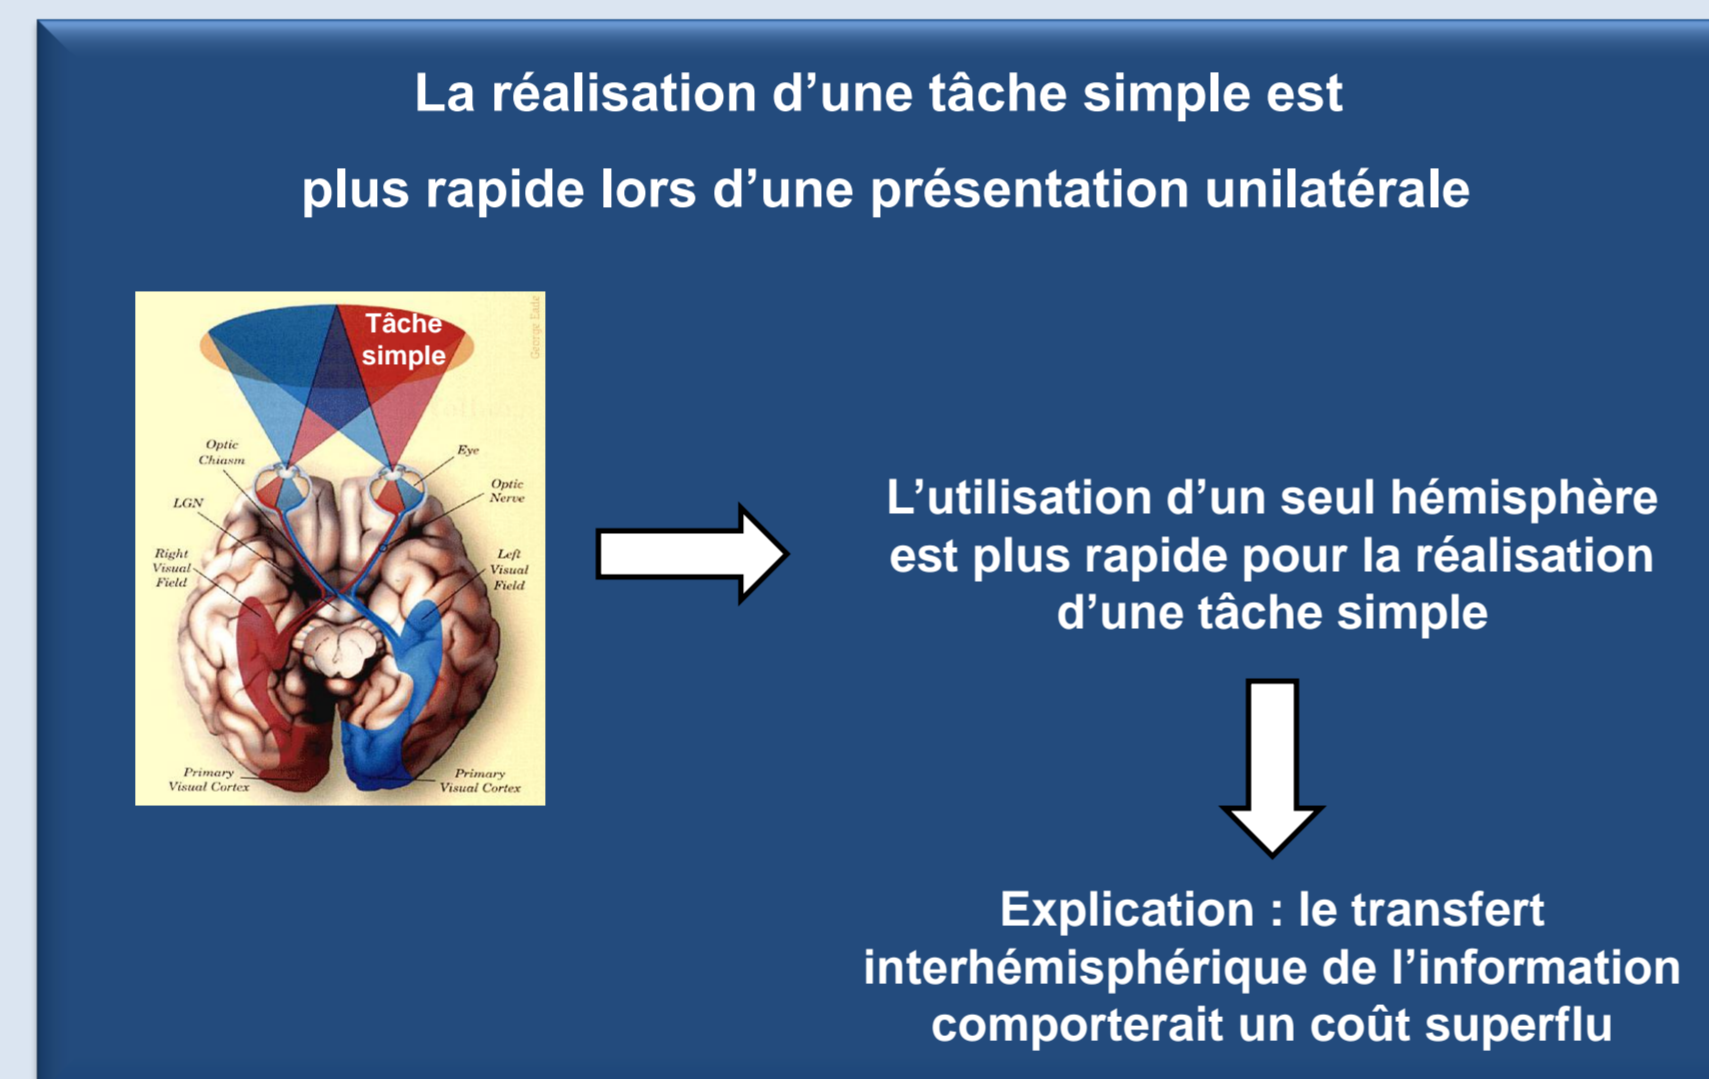 La réalisation d’une tâche simple est
plus rapide lors d’une présentation unilatérale
Tâche
simple
George Eade
Optic
Chiasm
Eye
Optic
Nerve
LGN
Right
Visual
Field
Left
Visual
Field
Primary
Visual Cortex
Primary
Visual Cortex
L’utilisation d’un seul hémisphère
est plus rapide pour la réalisation
d’une tâche simple
Explication : le transfert
interhémisphérique de l’information
comporterait un coût superflu